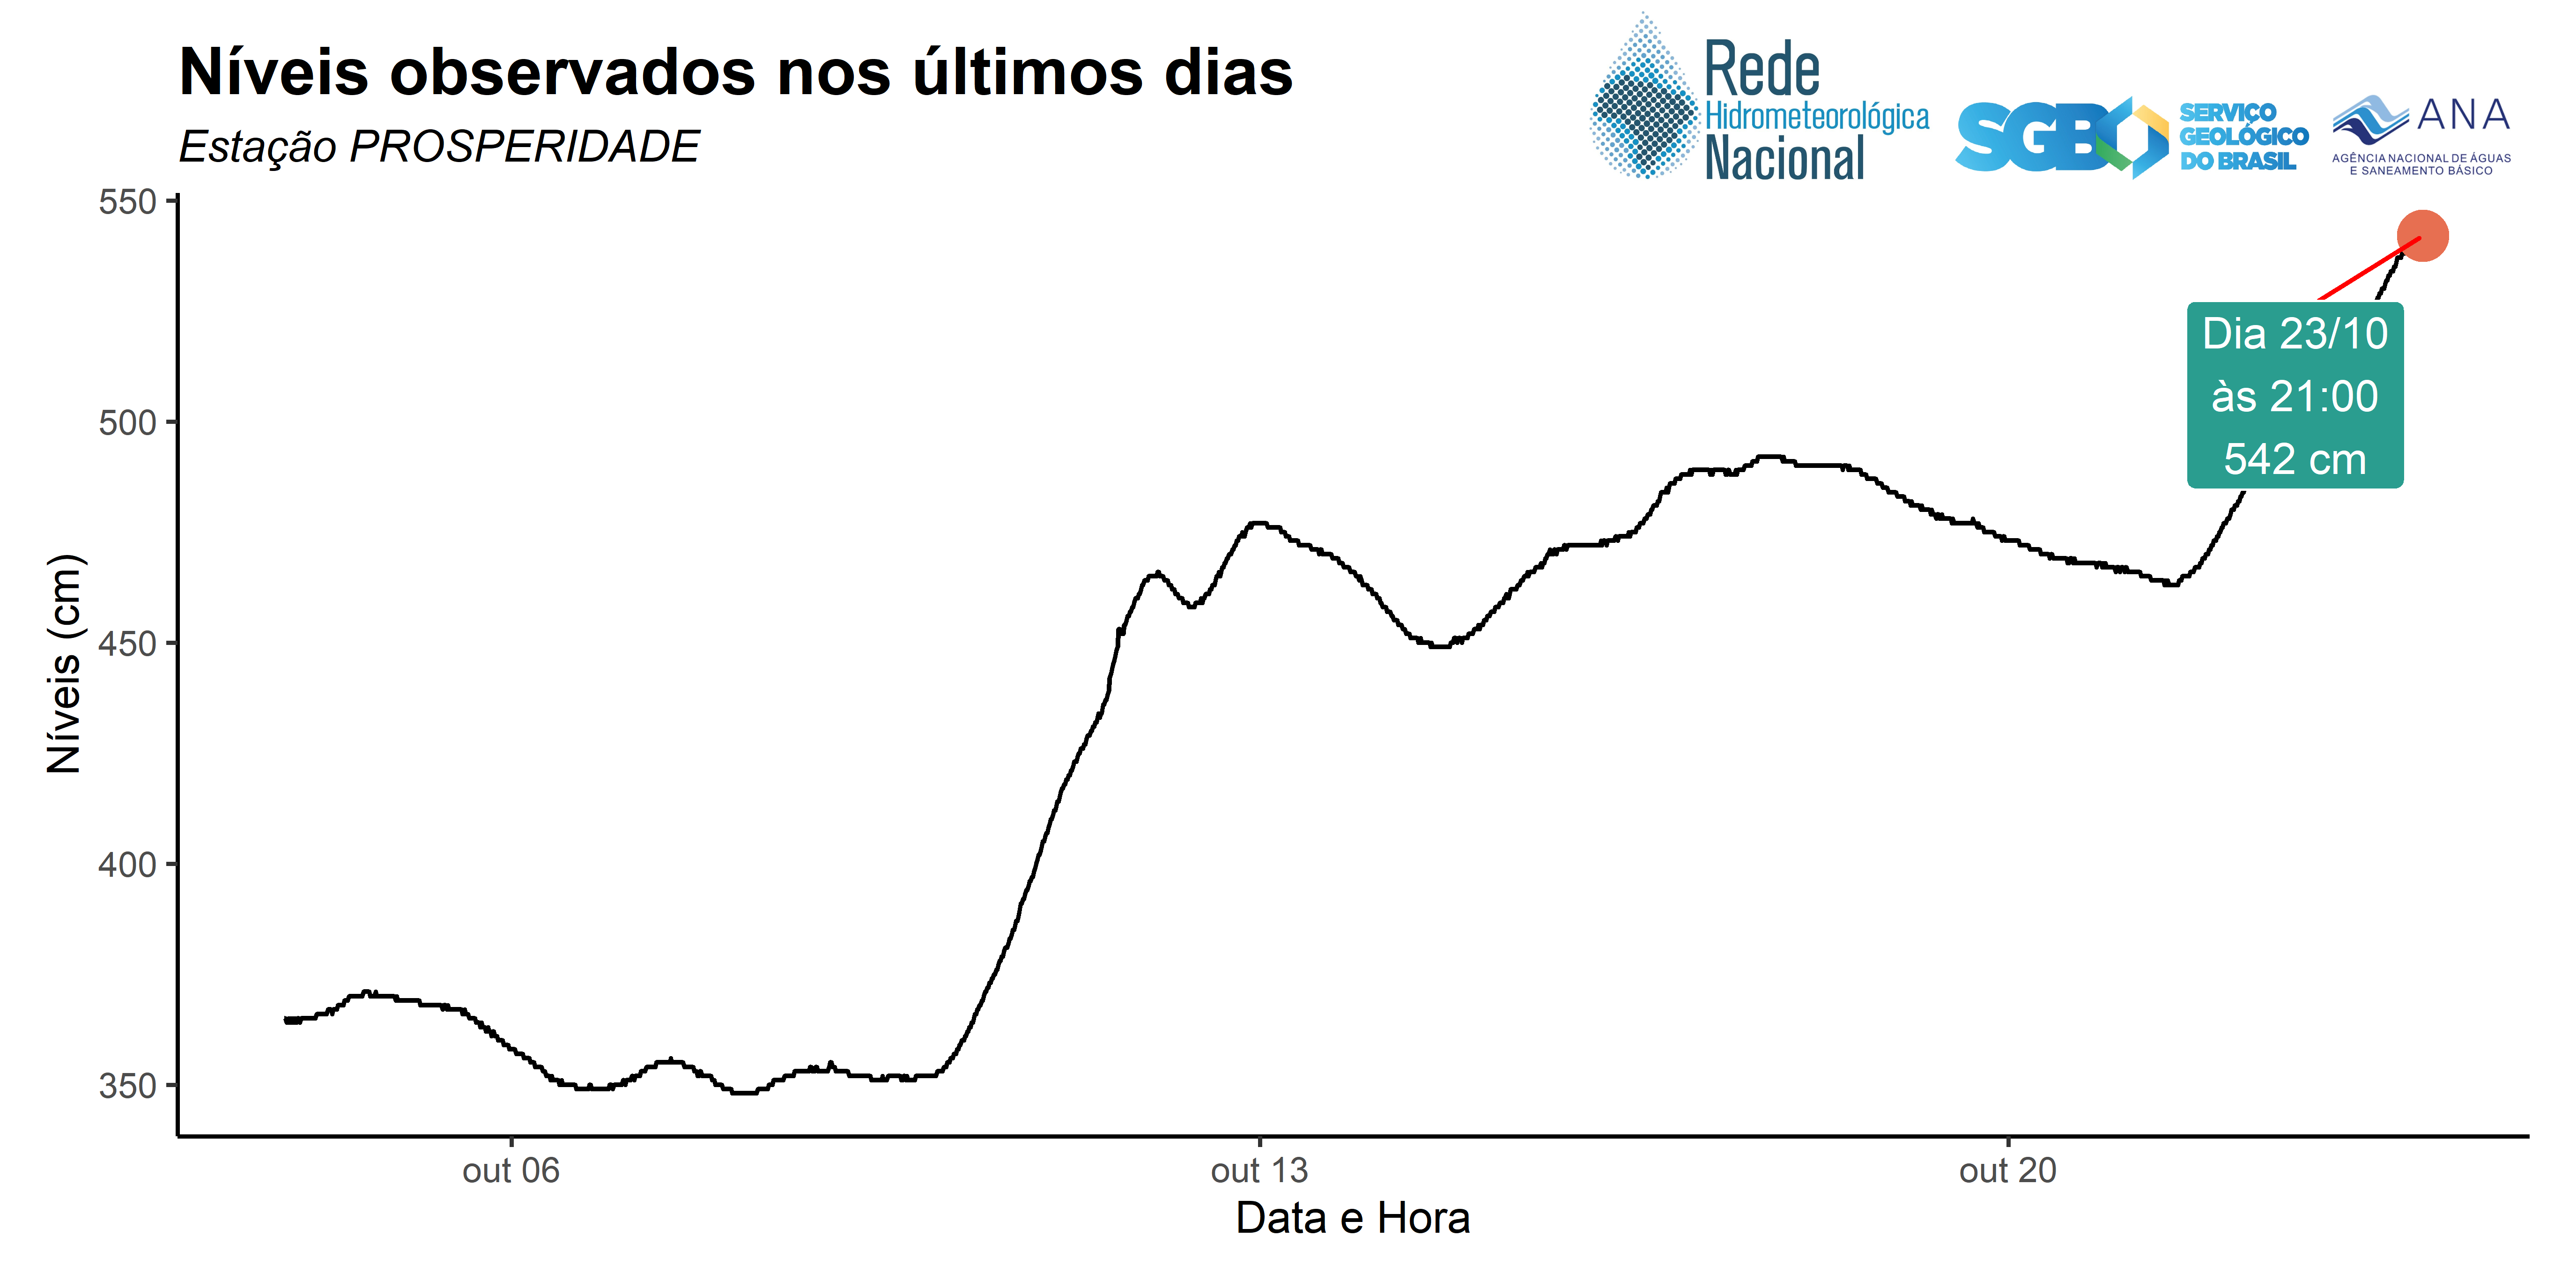 Níveis observados nos últimos dias
Estação PROSPERIDADE
Rede
Hidrometeorológica
Nacional
SGB
SERVIÇO
GEOLÓGICO
DO BRASIL
ANA
AGÊNCIA NACIONAL DE ÁGUAS
E SANEAMENTO BÁSICO
550
500
450
400
350
Níveis (cm)
Dia 23/10
às 21:00
542 cm
out 06
out 13
out 20
Data e Hora